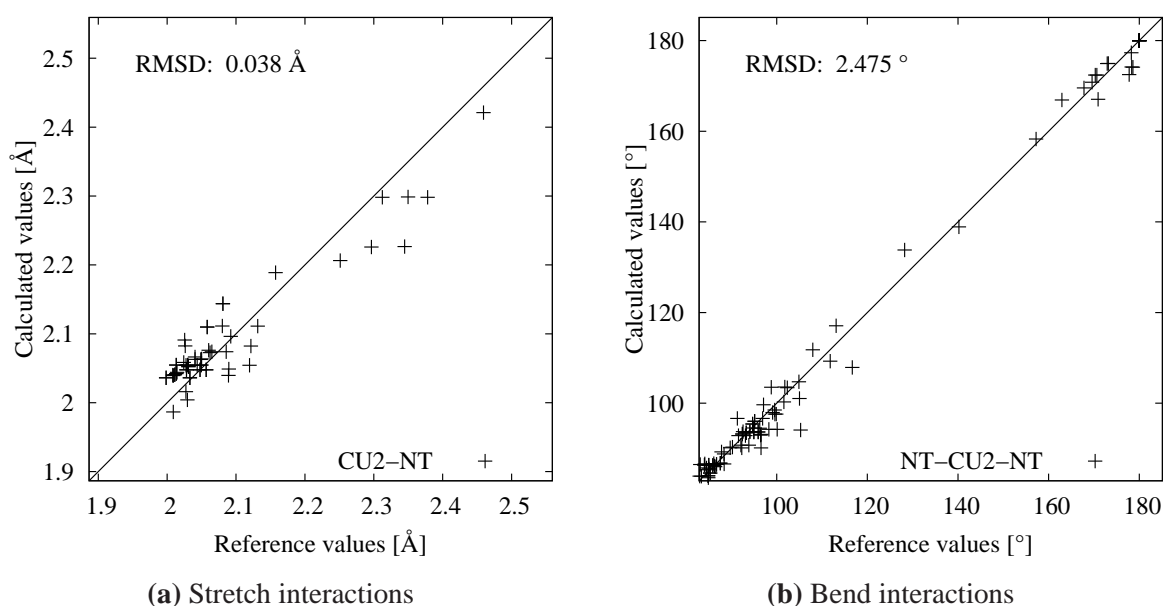 RMSD: 0.038 Å
2.5
2.4
2.3
2.2
2.1
2
1.9
Calculated values [Å]
CU2−NT
1.9 2 2.1 2.2 2.3 2.4 2.5
Reference values [Å]
(a) Stretch interactions
RMSD: 2.475 °
180
160
140
120
100
Calculated values [°]
NT−CU2−NT
100 120 140 160 180
Reference values [°]
(b) Bend interactions